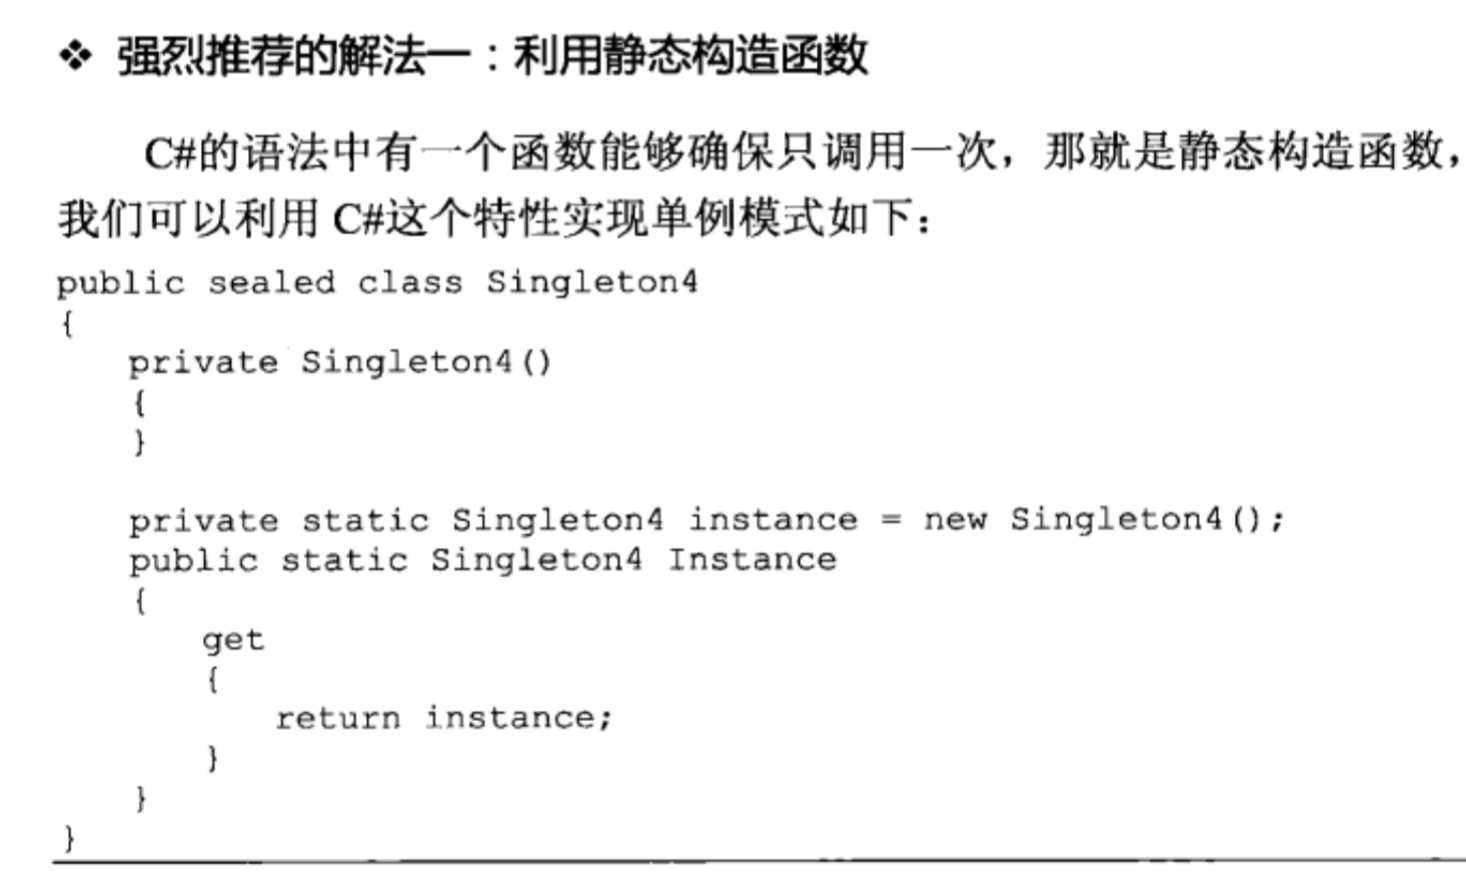 ❖ 强烈推荐的解法一：利用静态构造函数
C#的语法中有一个函数能够确保只调用一次，那就是静态构造函数，
我们可以利用 C#这个特性实现单例模式如下：
public sealed class Singleton4
{
    private Singleton4()
    {
    }

    private static Singleton4 instance = new Singleton4();
    public static Singleton4 Instance
    {
        get
        {
            return instance;
        }
    }
}